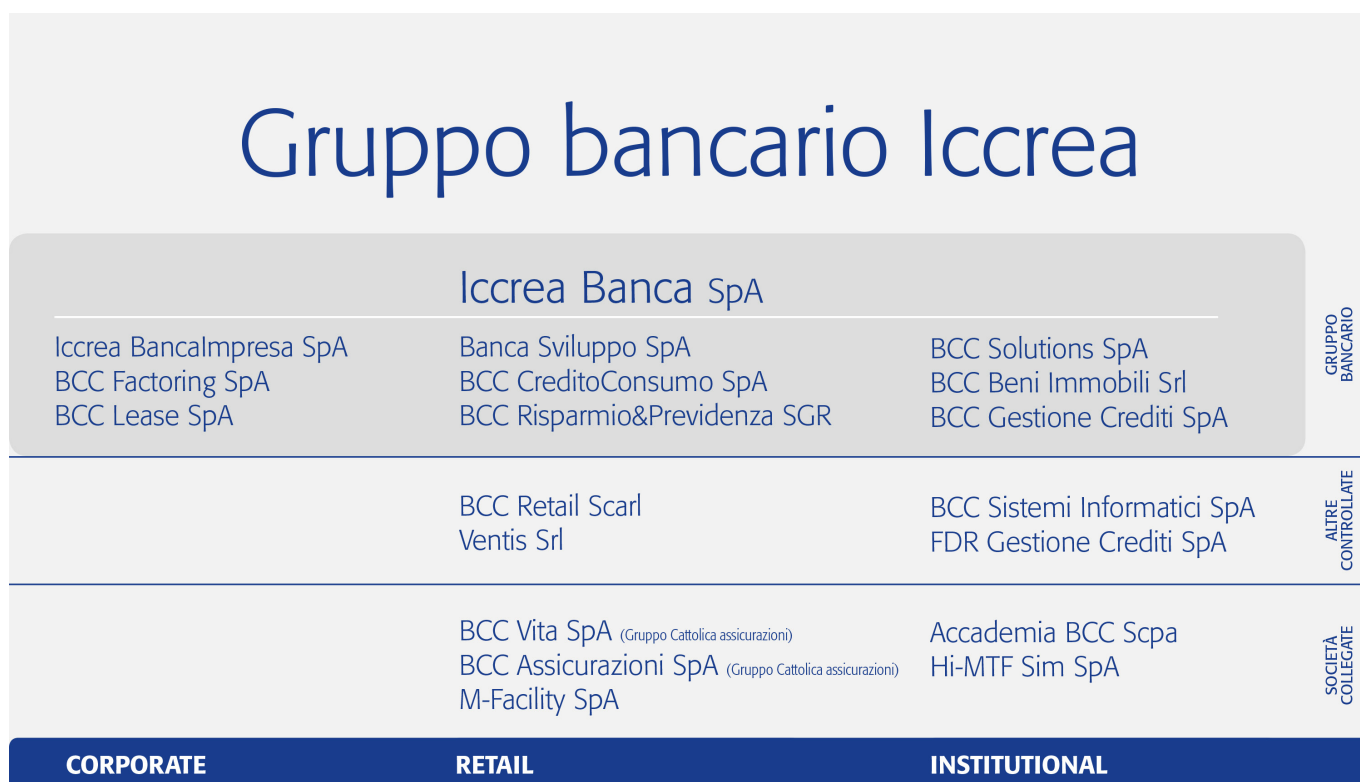 Gruppo bancario Iccrea
Iccrea Banca SpA
Iccrea BancaImpresa SpA
BCC Factoring SpA
BCC Lease SpA
Banca Sviluppo SpA
BCC CreditoConsumo SpA
BCC Risparmio&Previdenza SGR
BCC Solutions SpA
BCC Beni Immobili Srl
BCC Gestione Crediti SpA
GRUPPO
BANCARIO
BCC Retail Scarl
Ventis Srl
BCC Sistemi Informatici SpA
FDR Gestione Crediti SpA
ALTRE
CONTROLLATE
BCC Vita SpA (Gruppo Cattolica assicurazioni)
BCC Assicurazioni SpA (Gruppo Cattolica assicurazioni)
M-Facility SpA
Accademia BCC Scpa
Hi-MTF Sim SpA
SOCIETÀ
COLLEGATE
CORPORATE
RETAIL
INSTITUTIONAL